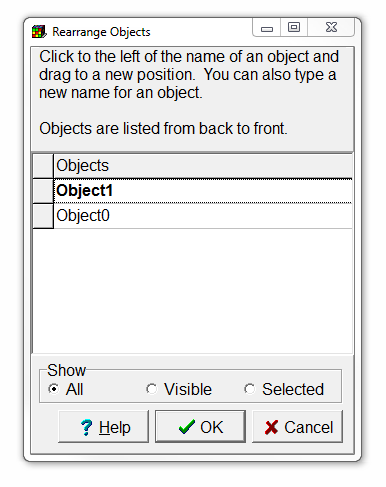 Rearrange Objects
Click to the left of the name of an object and
drag to a new position. You can also type a
new name for an object.
Objects are listed from back to front.
Objects
Object1
Object0
Show
All Visible Selected
? Help OK Cancel